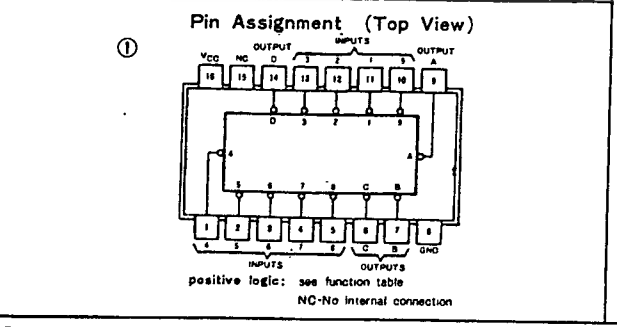 Pin Assignment (Top View)
①
OUTPUT INPUTS OUTPUT
VCC NC D 3 2 1 9 A
16 15 14 13 12 11 10 9
D 3 2 1 9
4 A
5 6 7 8 C B
1 2 3 4 5 6 7 8
4 5 6 7 8 C B GND
INPUTS OUTPUTS
positive logic: see function table
NC-No internal connection